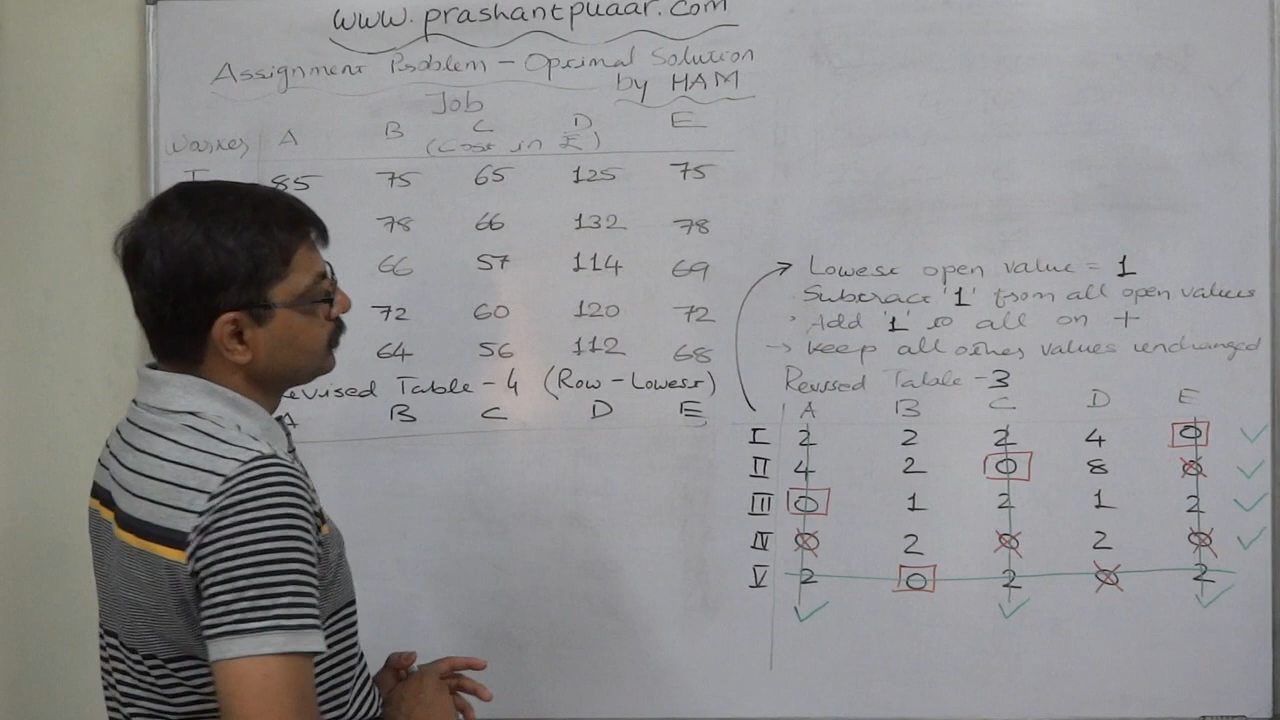 www.prashantpuaar.com
Assignment Problem - Optimal Solution
by HAM
Job
Worker A B C D E
(Cost in £)
I 85 75 65 125 75
78 66 132 78
66 57 114 69
72 60 120 72
64 56 112 68
Revised Table - 4 (Row - Lowest)
A B C D E
→ Lowest open value = 1
Subtract '1' from all open values
Add '1' to all on +
→ Keep all other values unchanged
Revised Table - 3
A B C D E
I 2 2 2 4 0 ✓
II 4 2 0 8 0 ✓
III 0 1 2 1 2 ✓
IV 0 2 0 2 0 ✓
V 2 0 2 0 2
✓ ✓ ✓